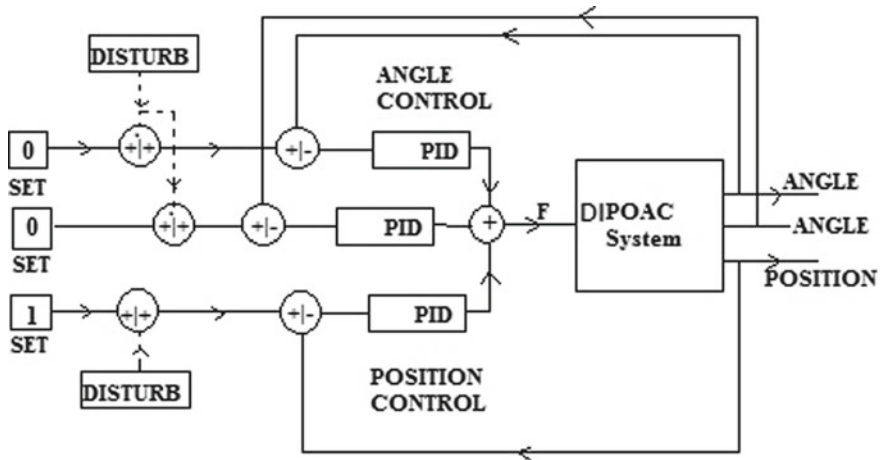 DISTURB
ANGLE
CONTROL
0
+|+
+|-
PID
SET
ANGLE
0
+|+
+|-
PID
+
F
DIPOAC
System
ANGLE
SET
POSITION
1
+|+
+|-
PID
SET
DISTURB
POSITION
CONTROL